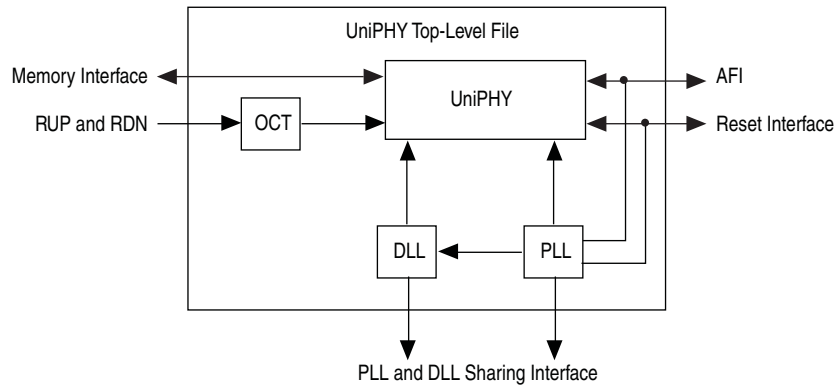 UniPHY Top-Level File
Memory Interface
UniPHY
AFI
RUP and RDN
OCT
Reset Interface
DLL
PLL
PLL and DLL Sharing Interface